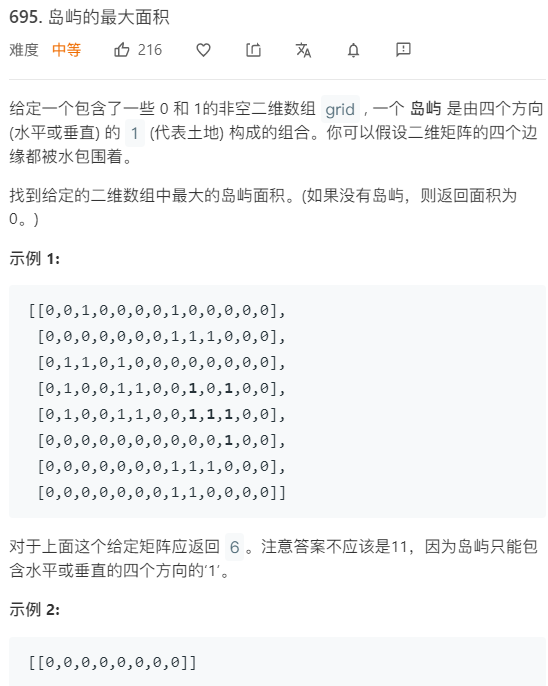 695. 岛屿的最大面积
难度 中等 216
给定一个包含了一些 0 和 1的非空二维数组 grid , 一个 岛屿 是由四个方向
(水平或垂直) 的 1 (代表土地) 构成的组合。你可以假设二维矩阵的四个边
缘都被水包围着。
找到给定的二维数组中最大的岛屿面积。(如果没有岛屿，则返回面积为
0。)
示例 1:
[[0,0,1,0,0,0,0,1,0,0,0,0,0],
[0,0,0,0,0,0,0,1,1,1,0,0,0],
[0,1,1,0,1,0,0,0,0,0,0,0,0],
[0,1,0,0,1,1,0,0,1,0,1,0,0],
[0,1,0,0,1,1,0,0,1,1,1,0,0],
[0,0,0,0,0,0,0,0,0,0,1,0,0],
[0,0,0,0,0,0,0,1,1,1,0,0,0],
[0,0,0,0,0,0,0,1,1,0,0,0,0]]
对于上面这个给定矩阵应返回 6 。注意答案不应该是11，因为岛屿只能包
含水平或垂直的四个方向的‘1’。
示例 2:
[[0,0,0,0,0,0,0,0]]